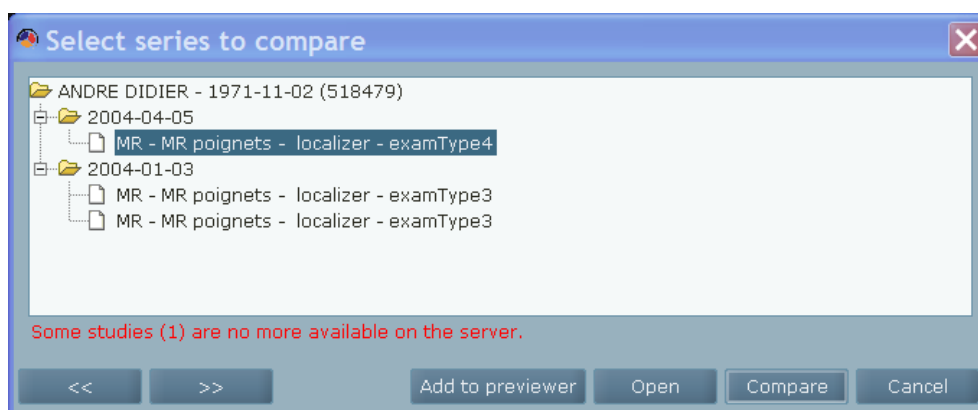 Select series to compare
ANDRE DIDIER - 1971-11-02 (518479)
2004-04-05
MR - MR poignets -  localizer - examType4
2004-01-03
MR - MR poignets -  localizer - examType3
MR - MR poignets -  localizer - examType3
Some studies (1) are no more available on the server.
<< >> Add to previewer Open Compare Cancel